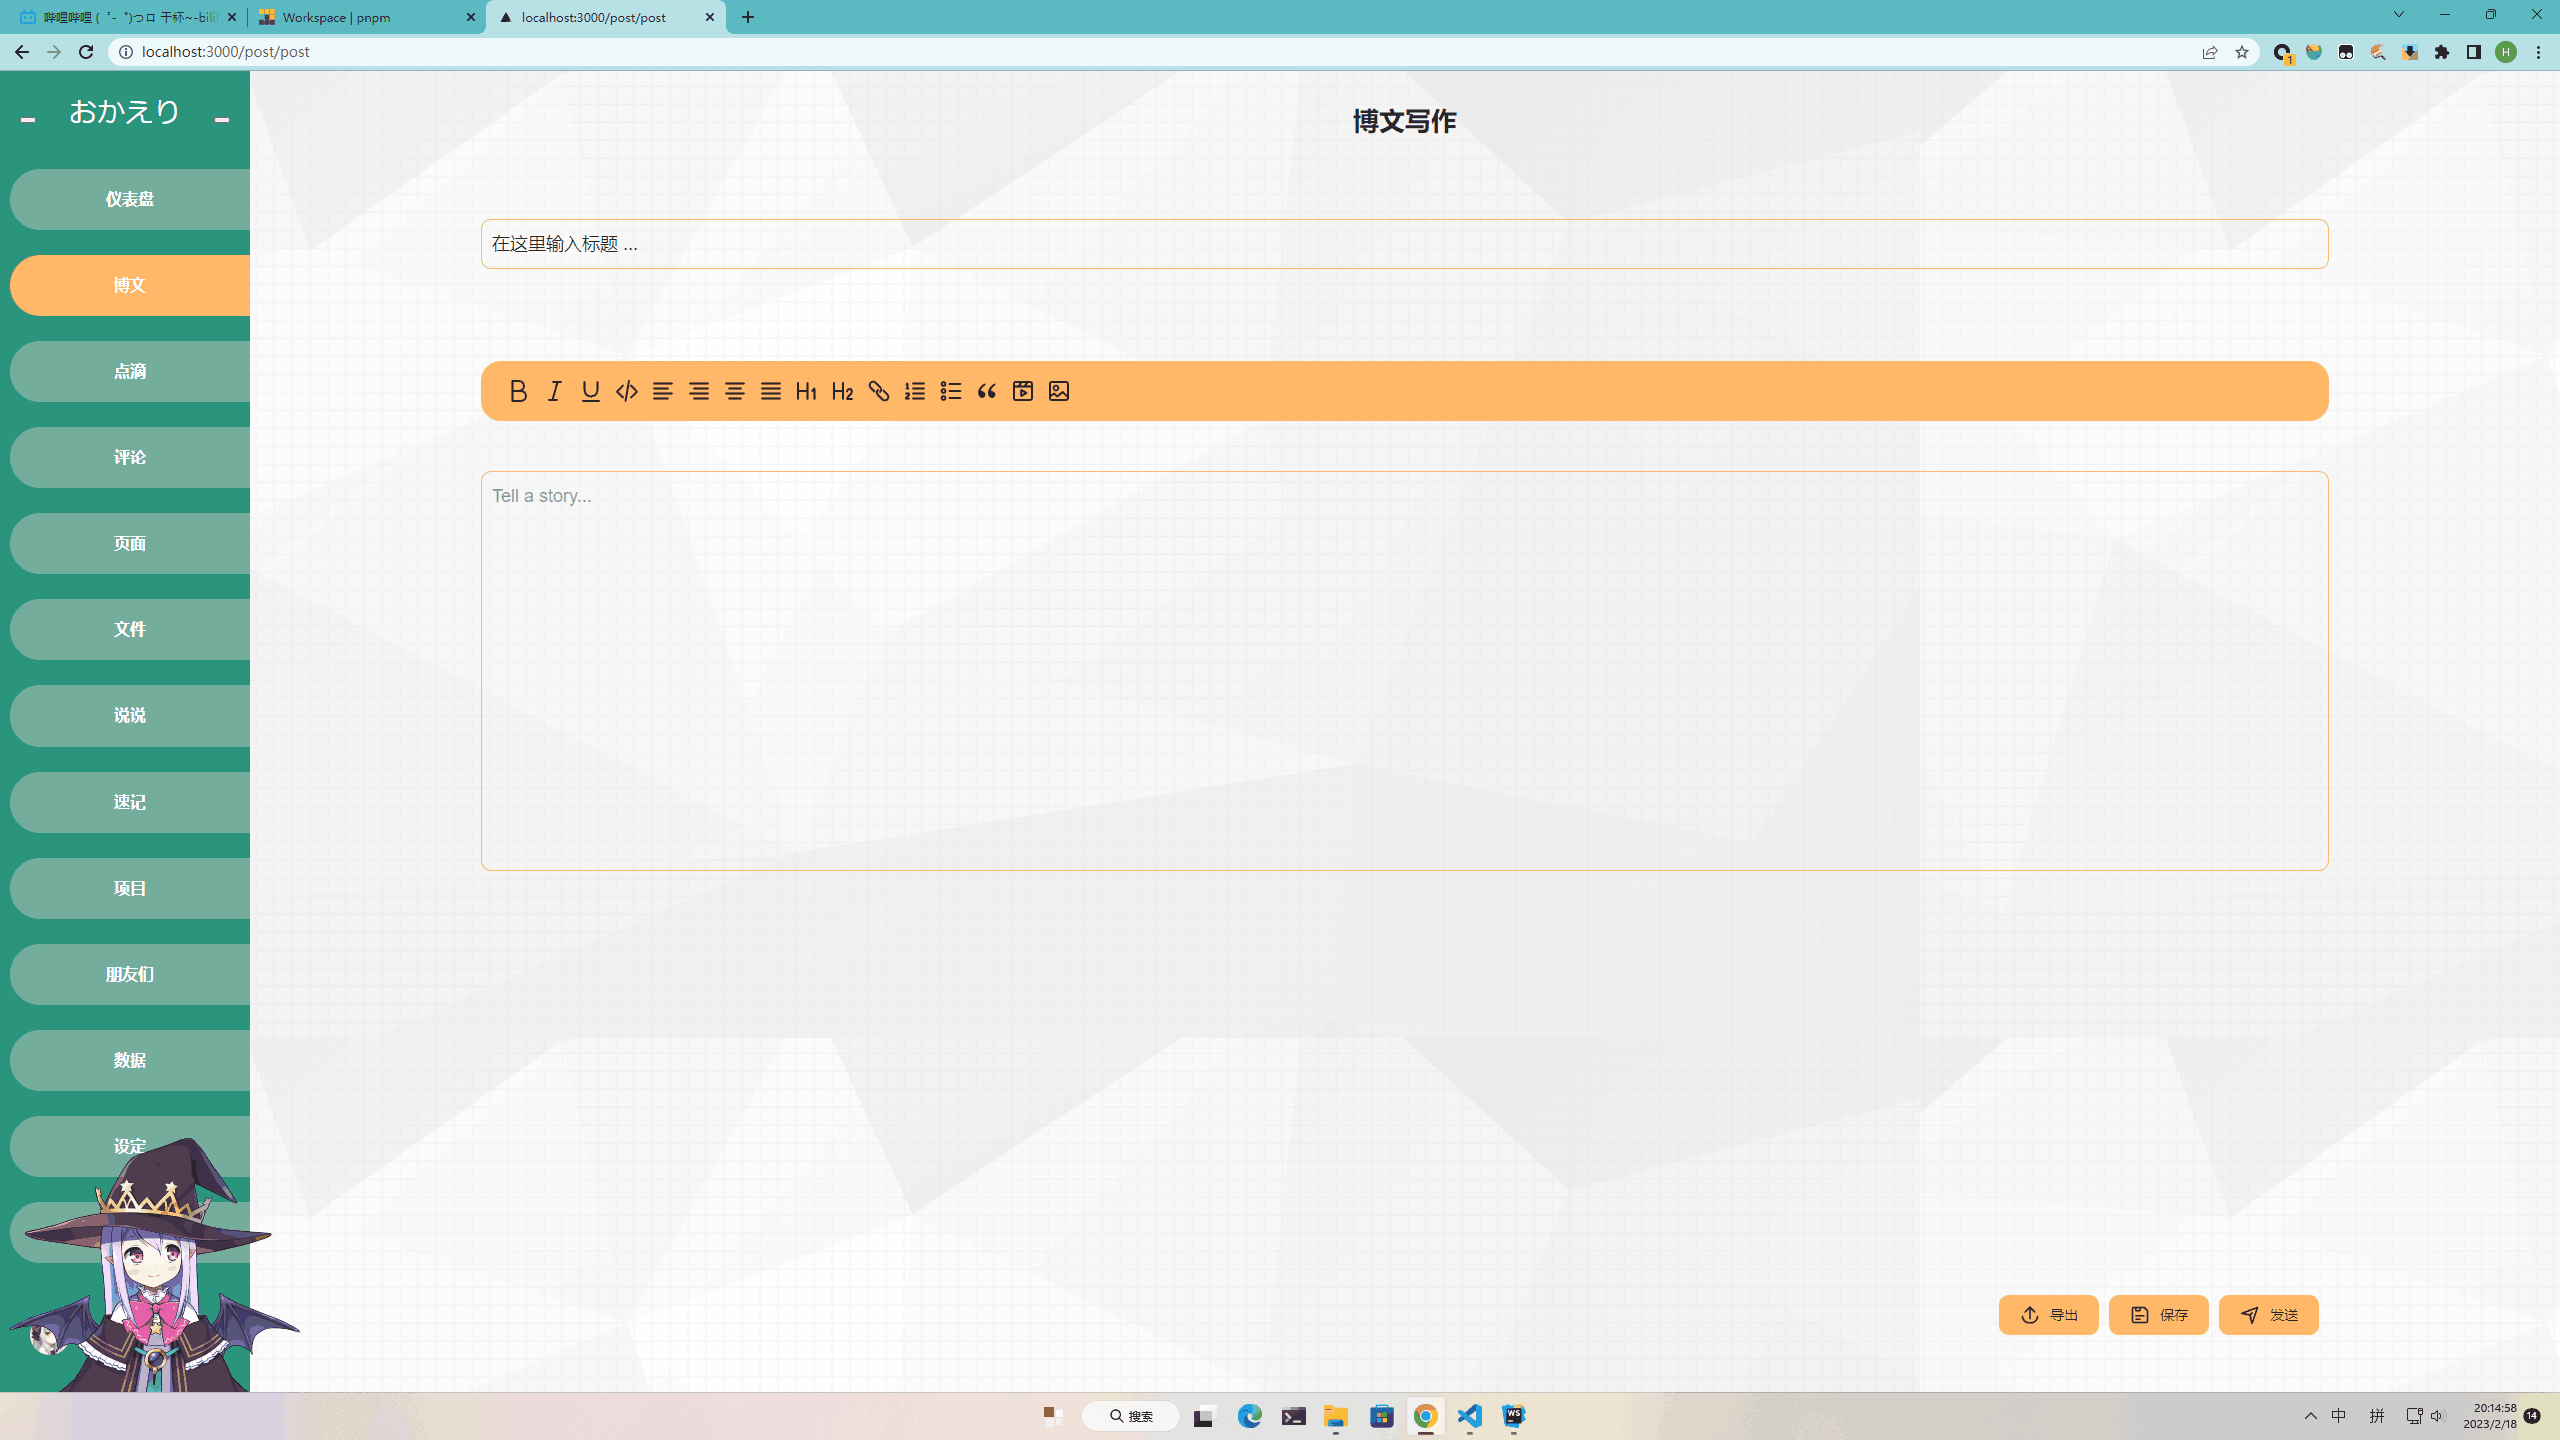 哔哩哔哩 (゜-゜)つロ 干杯~-bili
Workspace | pnpm
localhost:3000/post/post
localhost:3000/post/post
1
H
おかえり
仪表盘
博文
点滴
评论
页面
文件
说说
速记
项目
朋友们
数据
设定
博文写作
在这里输入标题 ...
H1 H2
Tell a story...
导出
保存
发送
搜索
WS
中
拼
20:14:58
2023/2/18
14